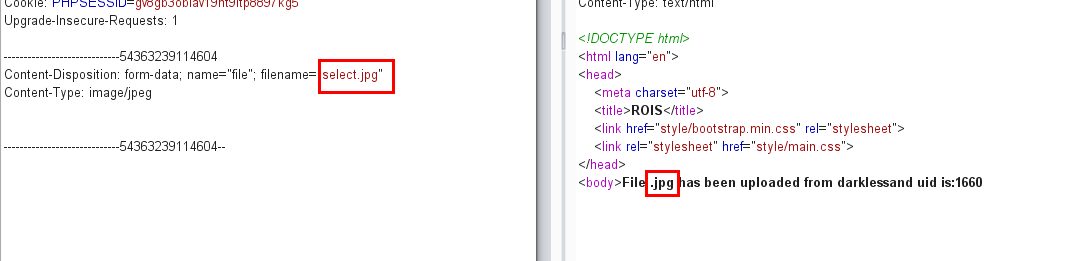 Cookie: PHPSESSID=
Upgrade-Insecure-Requests: 1
-----------------------------54363239114604
Content-Disposition: form-data; name="file"; filename="select.jpg"
Content-Type: image/jpeg
-----------------------------54363239114604--
Content-Type: text/html
<!DOCTYPE html>
<html lang="en">
<head>
<meta charset="utf-8">
<title>ROIS</title>
<link href="style/bootstrap.min.css" rel="stylesheet">
<link rel="stylesheet" href="style/main.css">
</head>
<body>File .jpg has been uploaded from darklessand uid is:1660